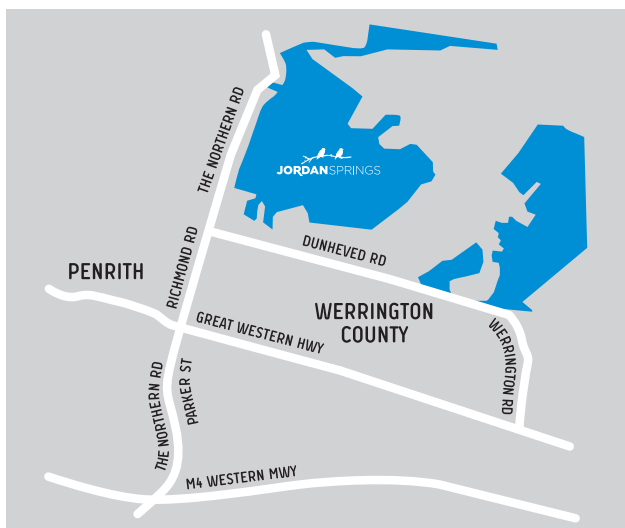 THE NORTHERN RD
JORDANSPRINGS
DUNHEVED RD
RICHMOND RD
PENRITH
WERRINGTON
COUNTY
GREAT WESTERN HWY
WERRINGTON RD
THE NORTHERN RD
PARKER ST
M4 WESTERN MWY